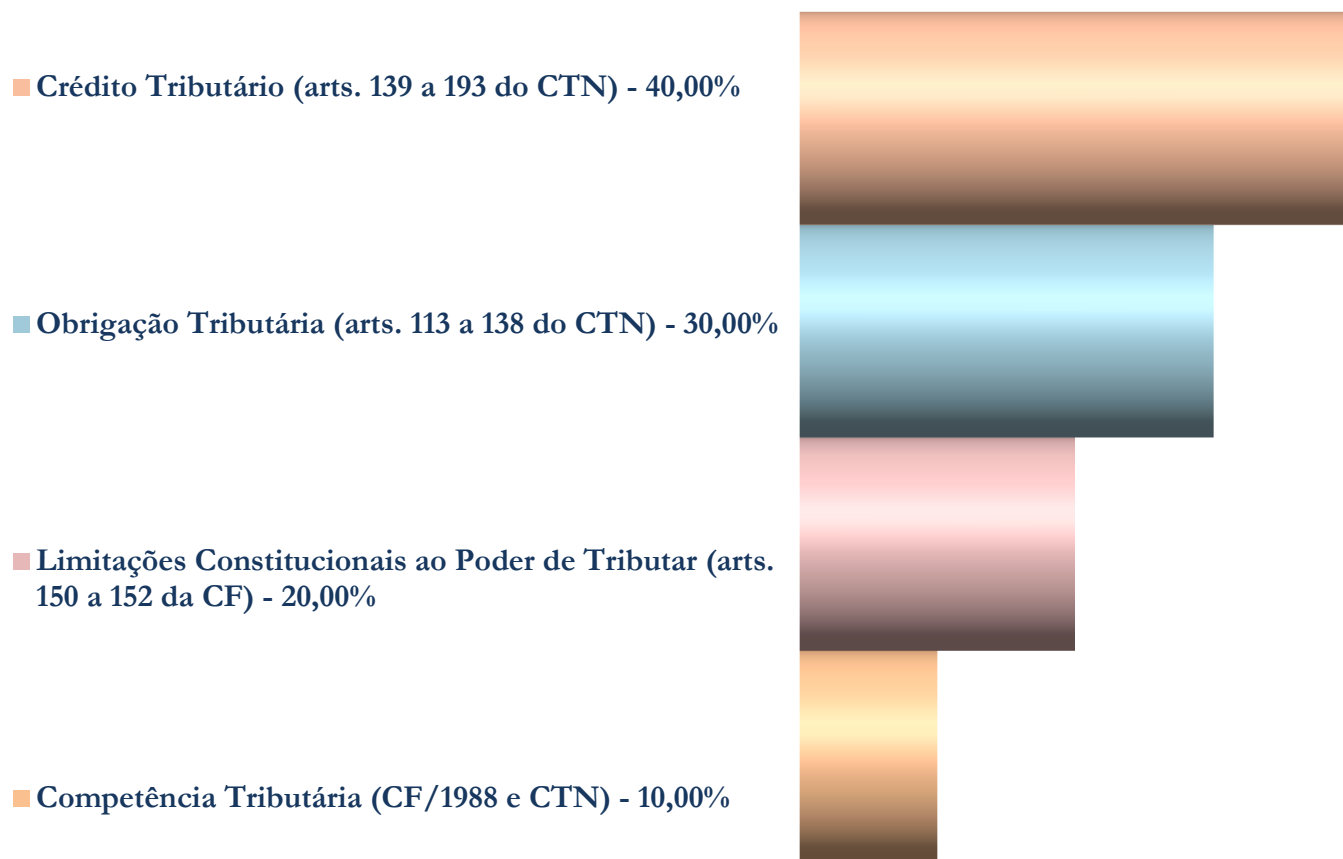 Crédito Tributário (arts. 139 a 193 do CTN) - 40,00%
Obrigação Tributária (arts. 113 a 138 do CTN) - 30,00%
Limitações Constitucionais ao Poder de Tributar (arts.
150 a 152 da CF) - 20,00%
Competência Tributária (CF/1988 e CTN) - 10,00%